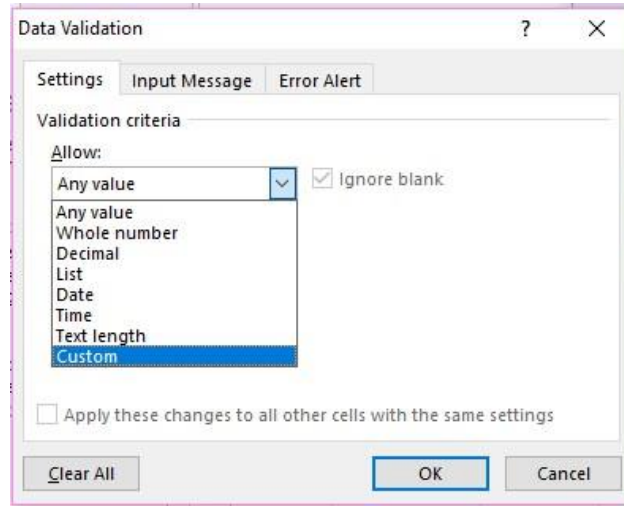 Data Validation ? X
Settings Input Message Error Alert
Validation criteria
Allow:
Any value Ignore blank
Any value
Whole number
Decimal
List
Date
Time
Text length
Custom
Apply these changes to all other cells with the same settings
Clear All OK Cancel